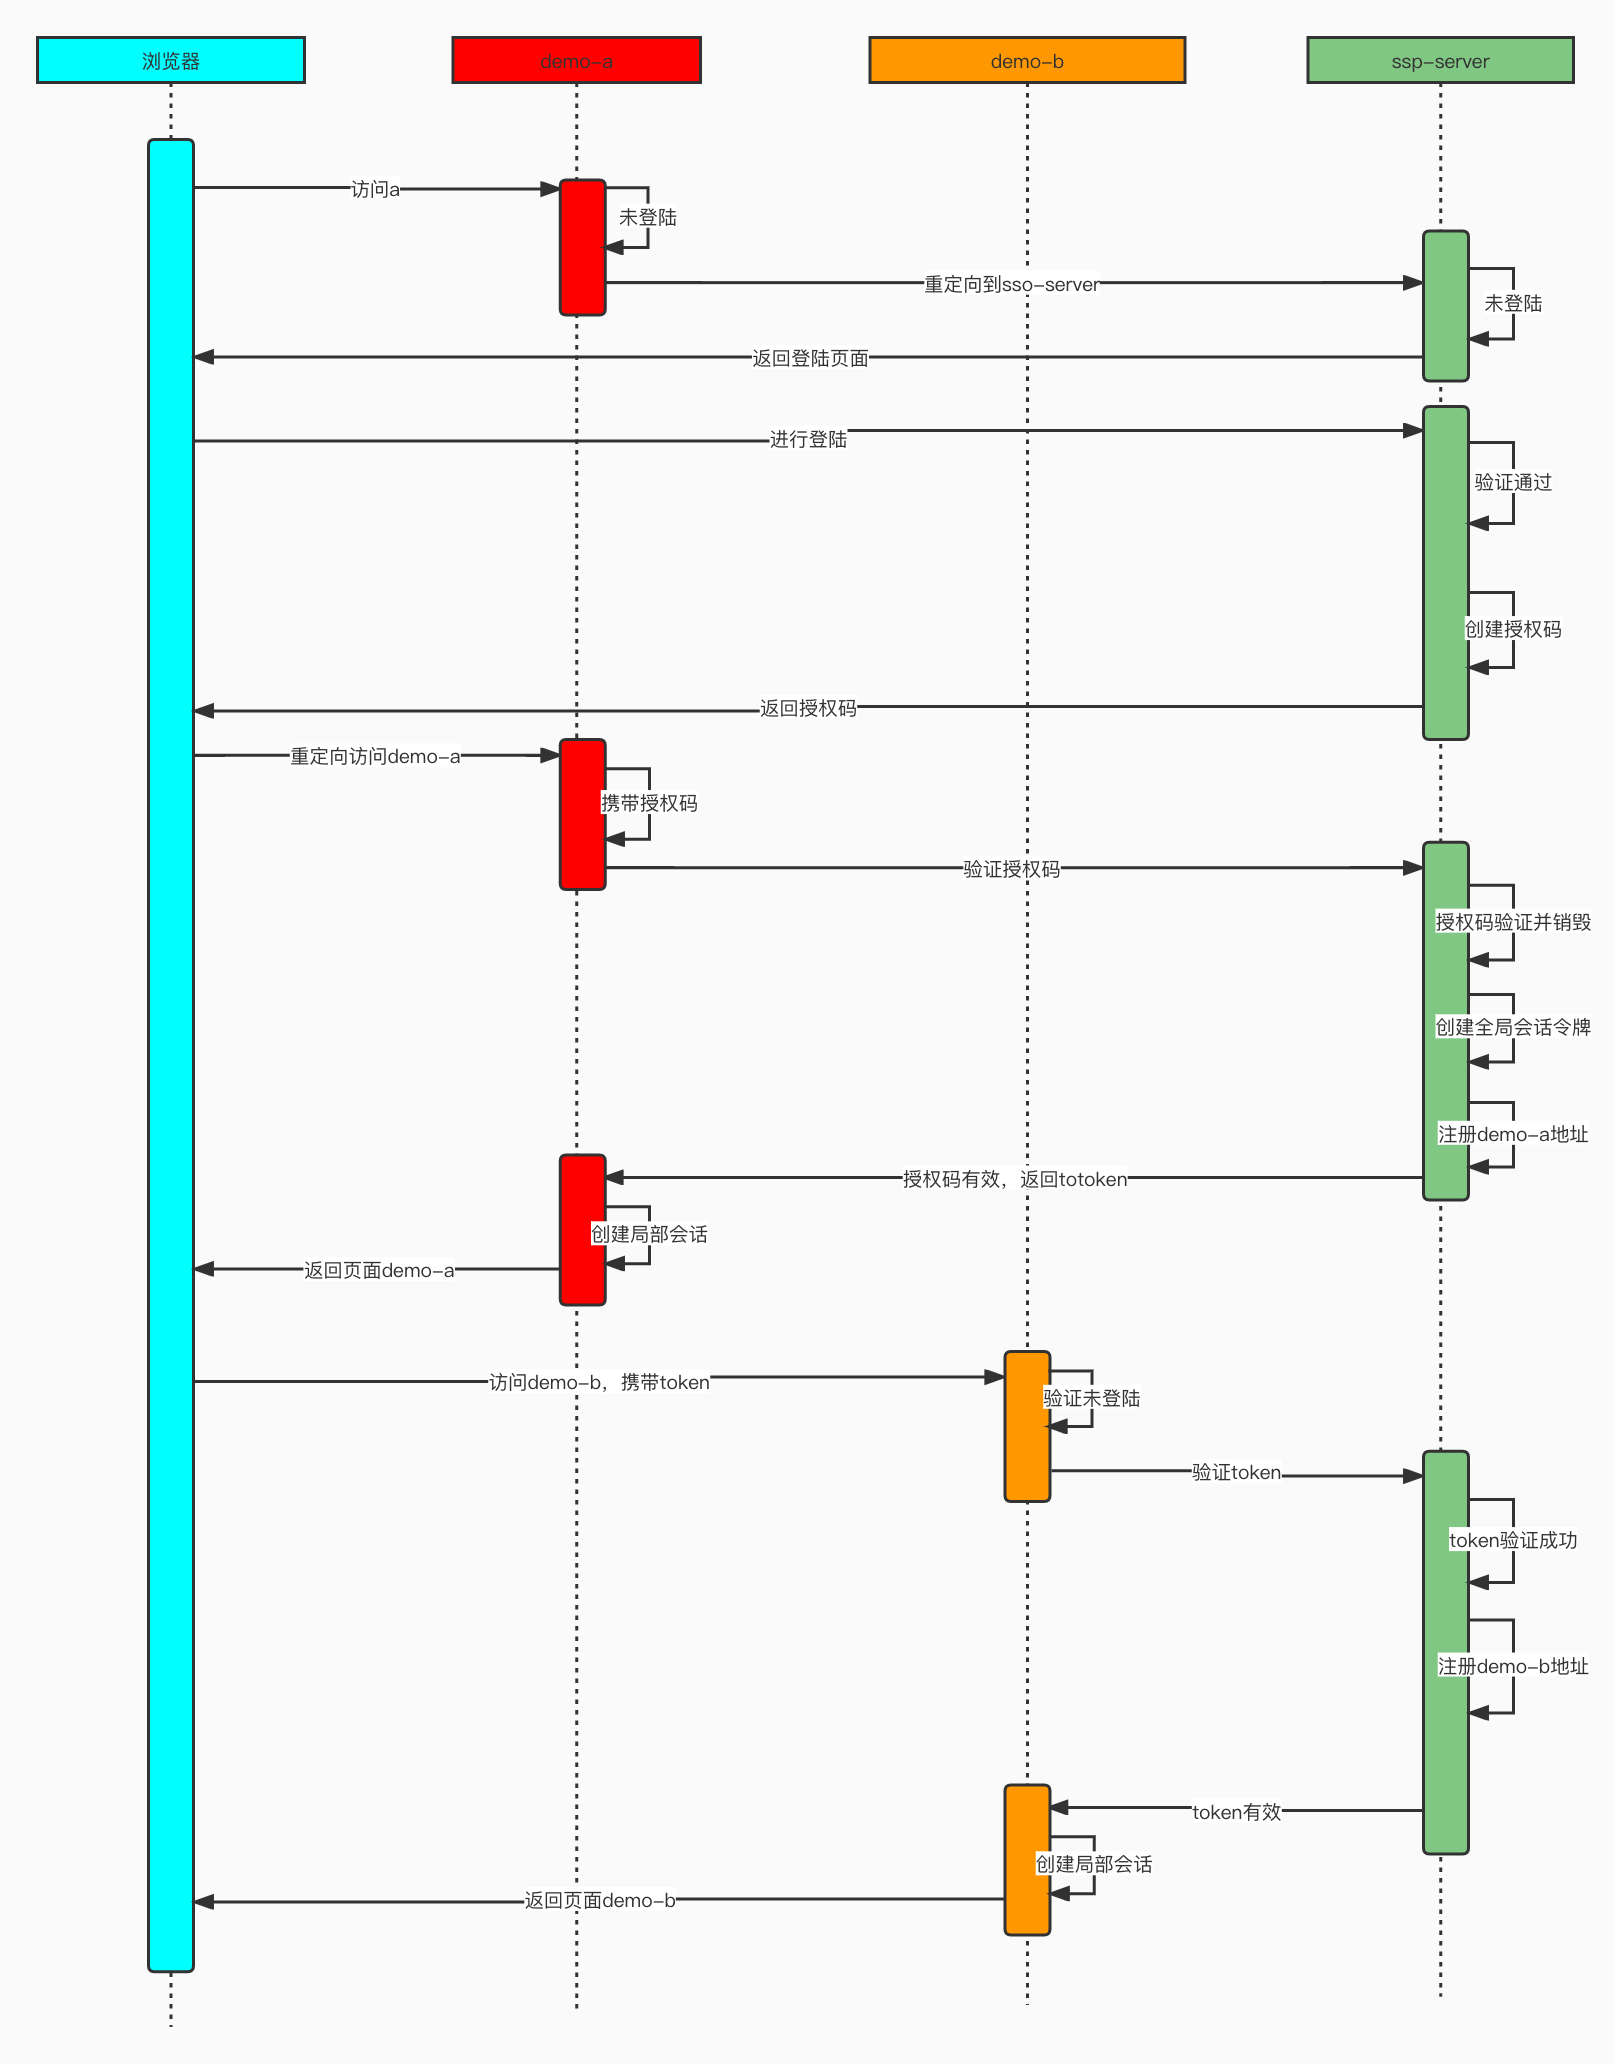 浏览器
demo-a
demo-b
ssp-server
访问a
未登陆
重定向到sso-server
未登陆
返回登陆页面
进行登陆
验证通过
创建授权码
返回授权码
重定向访问demo-a
携带授权码
验证授权码
授权码验证并销毁
创建全局会话令牌
注册demo-a地址
授权码有效，返回totoken
创建局部会话
返回页面demo-a
访问demo-b，携带token
验证未登陆
验证token
token验证成功
注册demo-b地址
token有效
创建局部会话
返回页面demo-b